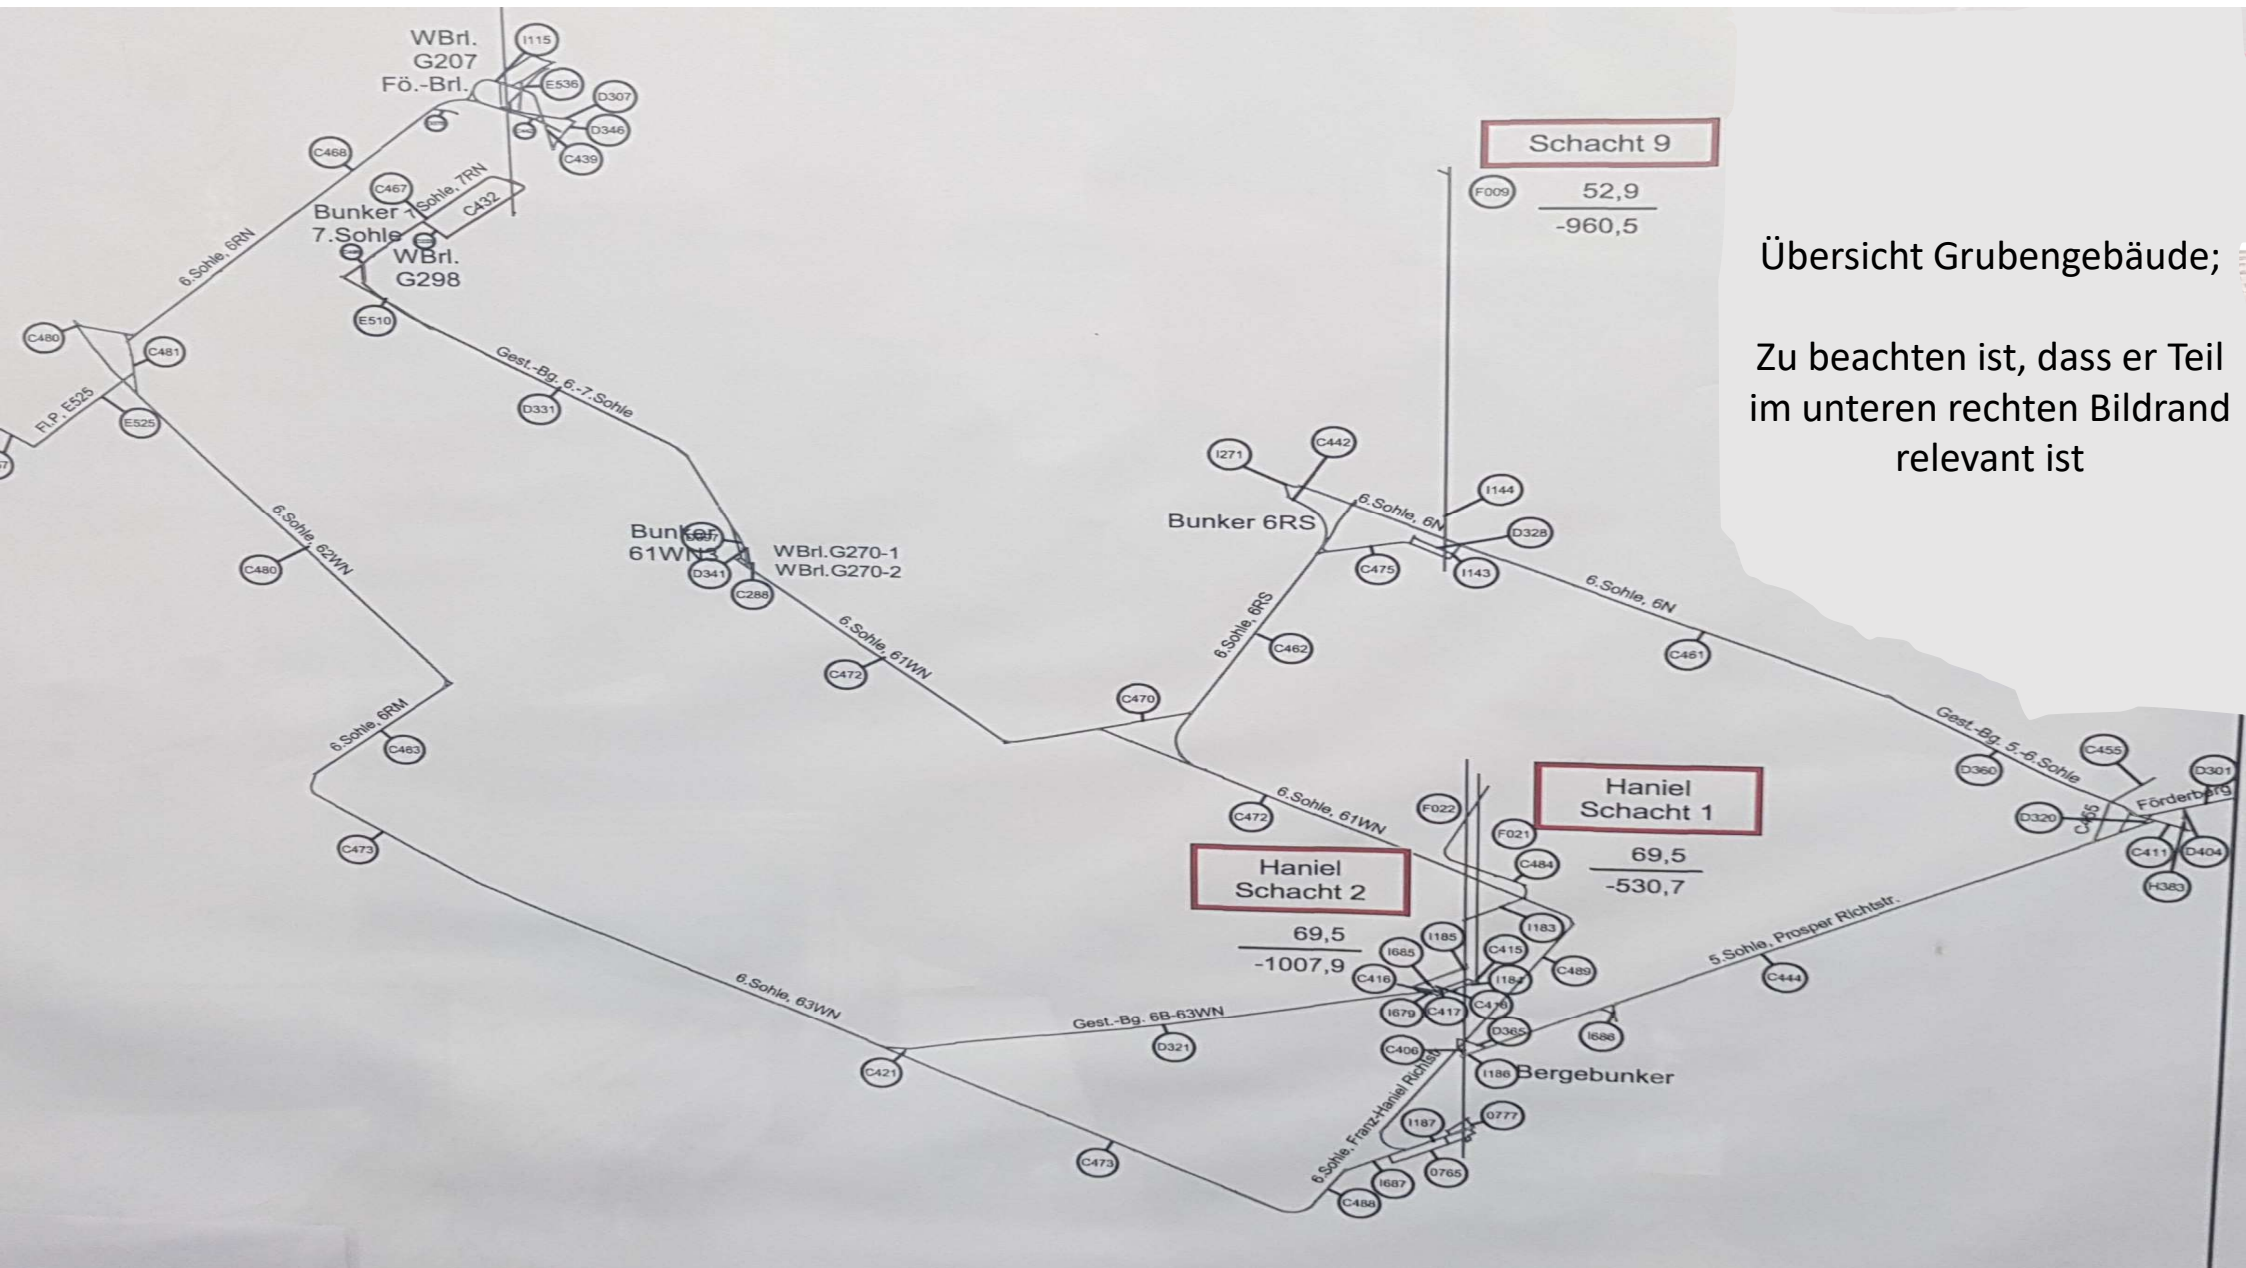 WBrl.
G207
Fö.-Brl.
I115
E536
D307
D346
C439
C468
C467
7.Sohle, 7RN
C432
Bunker
7.Sohle
WBrl.
G298
E510
6.Sohle, 6RN
C480
C481
Fl.P. E525
E525
Gest.-Bg. 6.-7.Sohle
D331
6.Sohle, 62WN
C480
Bunker
61WN3
D341
C288
WBrl.G270-1
WBrl.G270-2
6.Sohle, 61WN
C472
6.Sohle, 6RM
C463
C473
Schacht 9
F009
52,9
-960,5
Übersicht Grubengebäude;
Zu beachten ist, dass er Teil
im unteren rechten Bildrand
relevant ist
I271
C442
Bunker 6RS
6.Sohle, 6N
I144
D328
C475
I143
6.Sohle, 6N
6.Sohle, 6RS
C462
C461
C470
Gest.-Bg. 5.-6.Sohle
D360
C455
D301
Förderberg
D320
C455
C411
D404
H383
6.Sohle, 61WN
C472
F022
Haniel
Schacht 1
F021
69,5
-530,7
C484
Haniel
Schacht 2
69,5
-1007,9
I183
I185
I685
C415
C416
I184
C489
I679
C417
C418
5.Sohle, Prosper Richtstr.
C444
6.Sohle, 63WN
Gest.-Bg. 6B-63WN
D321
D365
I688
C406
C421
I186
Bergebunker
6.Sohle, Franz-Haniel Richtstr.
I187
0777
C473
0765
I687
C488